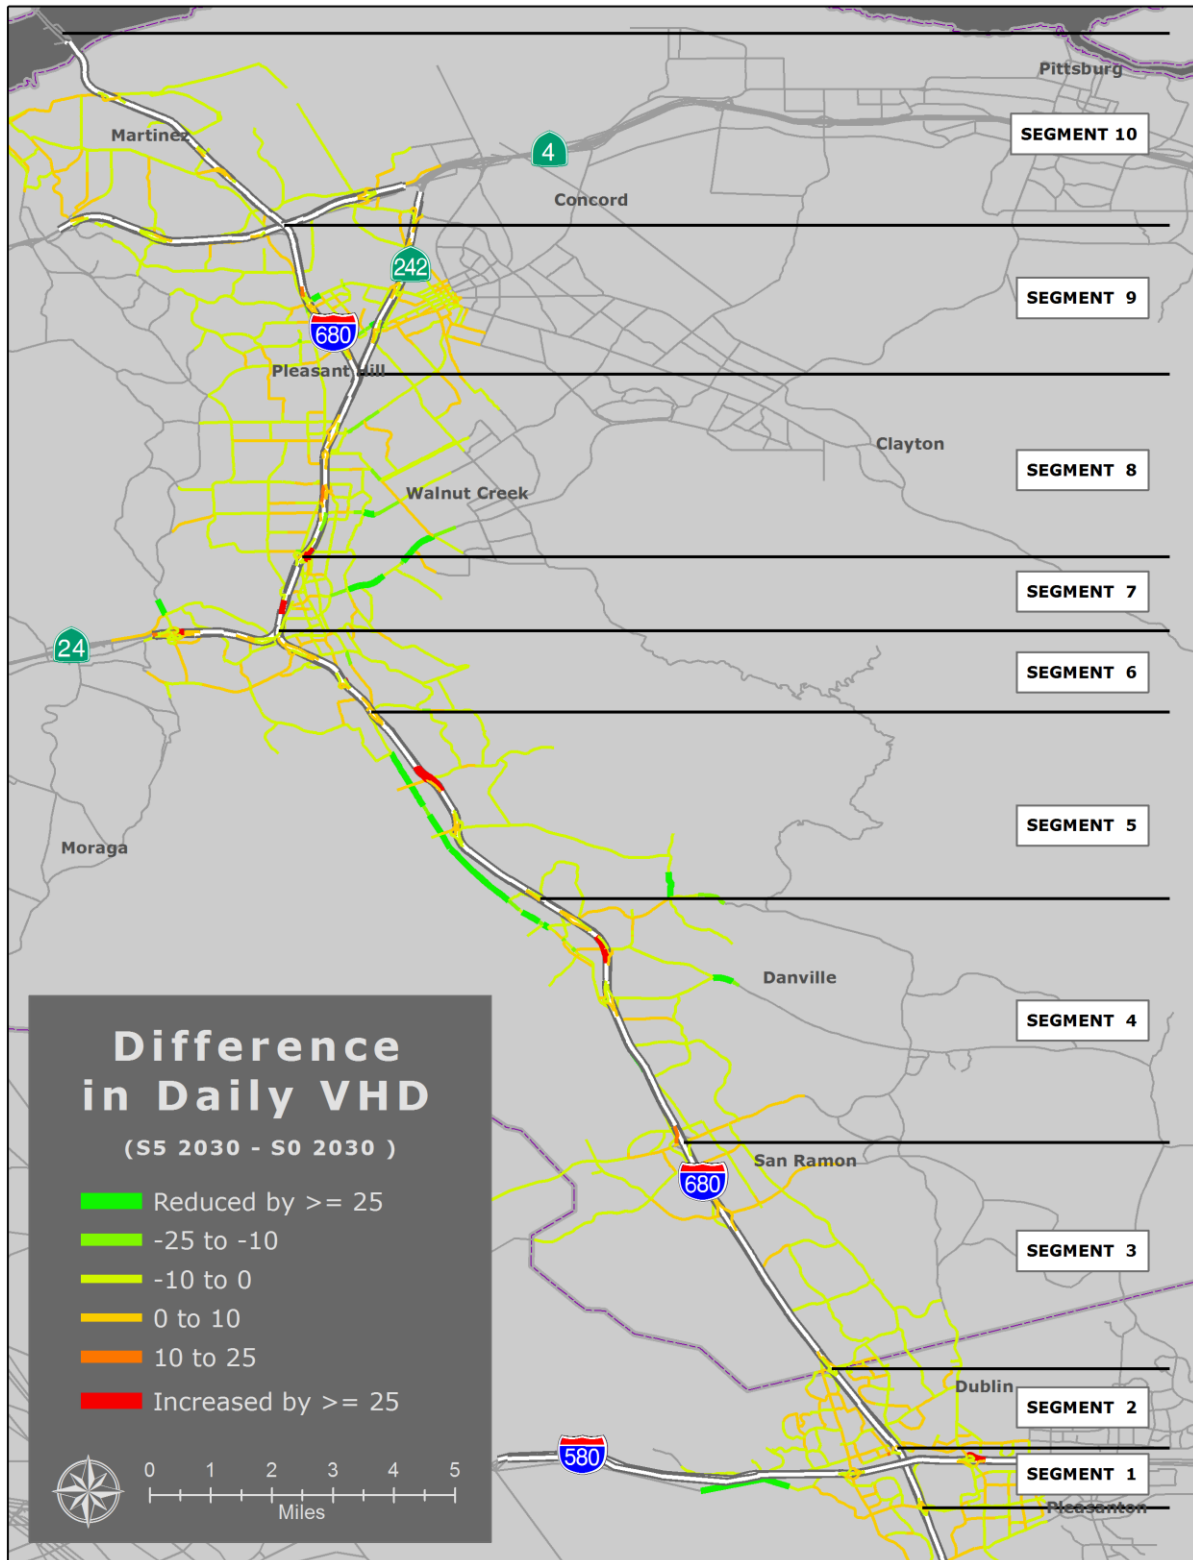 Pittsburg
Martinez
SEGMENT 10
4
Concord
242
SEGMENT 9
680
Pleasant Hill
Clayton
SEGMENT 8
Walnut Creek
SEGMENT 7
24
SEGMENT 6
SEGMENT 5
Moraga
Danville
SEGMENT 4
Difference
in Daily VHD
(S5 2030 - S0 2030 )
Reduced by >= 25
-25 to -10
-10 to 0
0 to 10
10 to 25
Increased by >= 25
0 1 2 3 4 5
Miles
San Ramon
680
SEGMENT 3
Dublin
SEGMENT 2
580
SEGMENT 1
Pleasanton